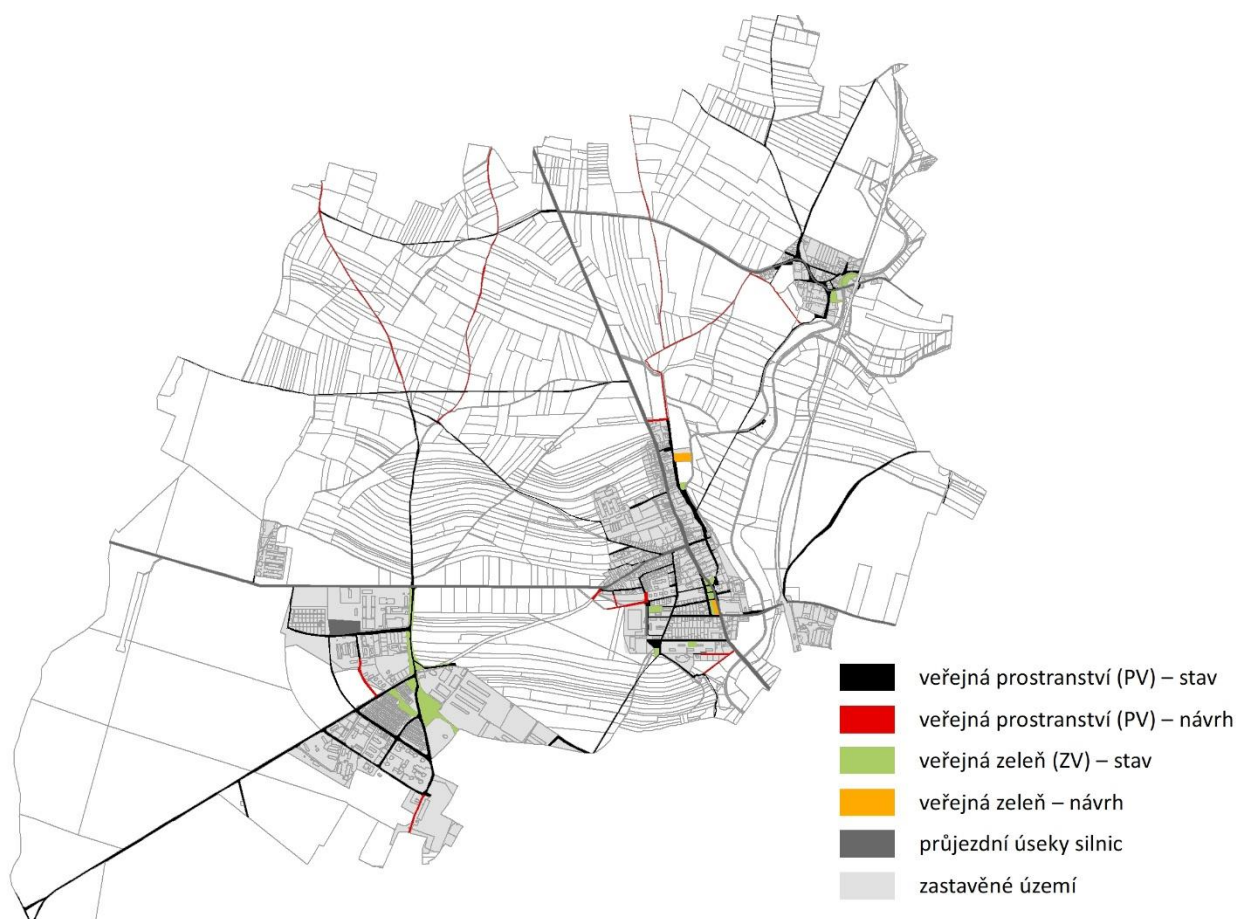 veřejná prostranství (PV) – stav
veřejná prostranství (PV) – návrh
veřejná zeleň (ZV) – stav
veřejná zeleň – návrh
průjezdní úseky silnic
zastavěné území